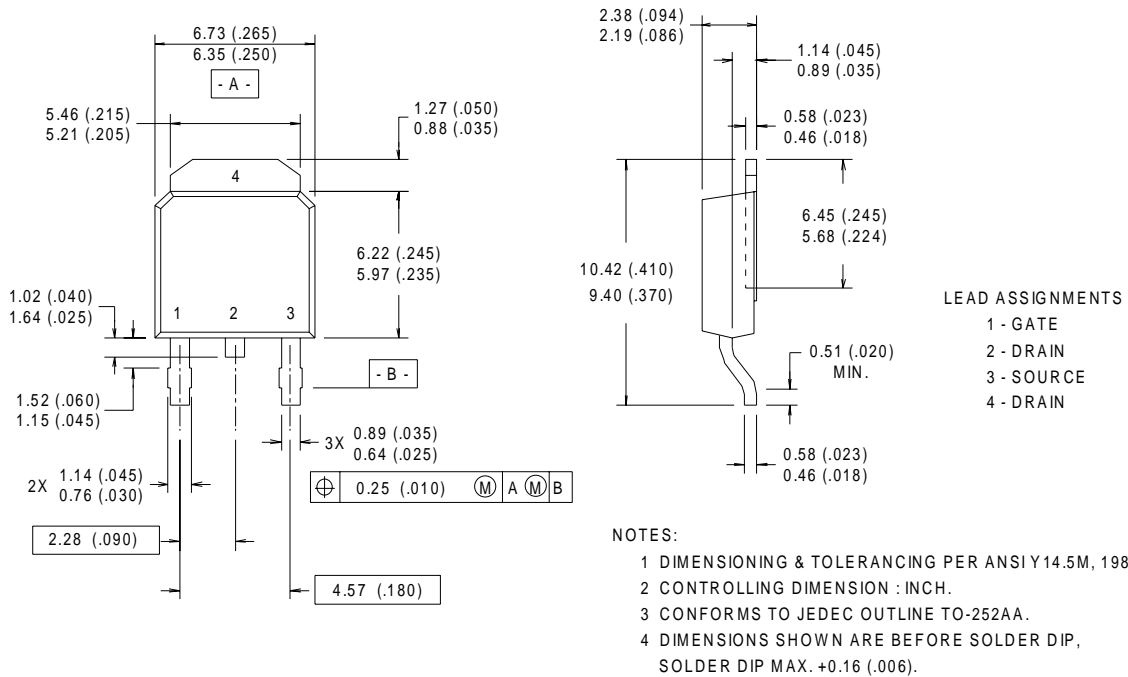 6.73 (.265)
6.35 (.250)
- A -
5.46 (.215)
5.21 (.205)
1.27 (.050)
0.88 (.035)
4
6.22 (.245)
5.97 (.235)
1.02 (.040)
1.64 (.025)
1 2 3
- B -
1.52 (.060)
1.15 (.045)
3X 0.89 (.035)
0.64 (.025)
2X 1.14 (.045)
0.76 (.030)
0.25 (.010) M A M B
2.28 (.090)
4.57 (.180)
2.38 (.094)
2.19 (.086)
1.14 (.045)
0.89 (.035)
0.58 (.023)
0.46 (.018)
6.45 (.245)
5.68 (.224)
10.42 (.410)
9.40 (.370)
0.51 (.020)
MIN.
0.58 (.023)
0.46 (.018)
LEAD ASSIGNMENTS
1 - GATE
2 - DRAIN
3 - SOURCE
4 - DRAIN
NOTES:
1 DIMENSIONING & TOLERANCING PER ANSI Y14.5M, 198
2 CONTROLLING DIMENSION : INCH.
3 CONFORMS TO JEDEC OUTLINE TO-252AA.
4 DIMENSIONS SHOWN ARE BEFORE SOLDER DIP,
SOLDER DIP MAX. +0.16 (.006).